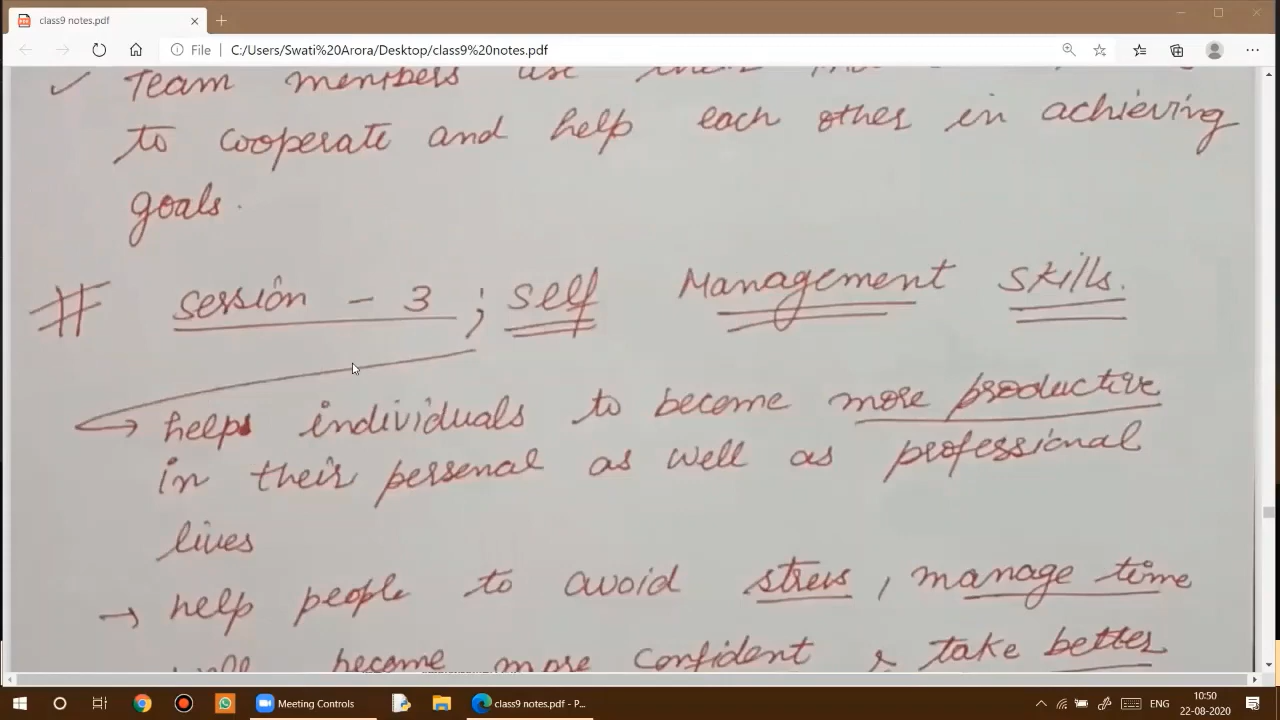 class9 notes.pdf
File C:/Users/Swati%20Arora/Desktop/class9%20notes.pdf
✓ Team members use their
to cooperate and help each other in achieving
goals.
# Session - 3 ; Self Management Skills.
→ helps individuals to become more productive
in their personal as well as professional
lives
→ help people to avoid stress, manage time
well become more confident & take better
Meeting Controls
class9 notes.pdf - P...
ENG
10:50
22-08-2020